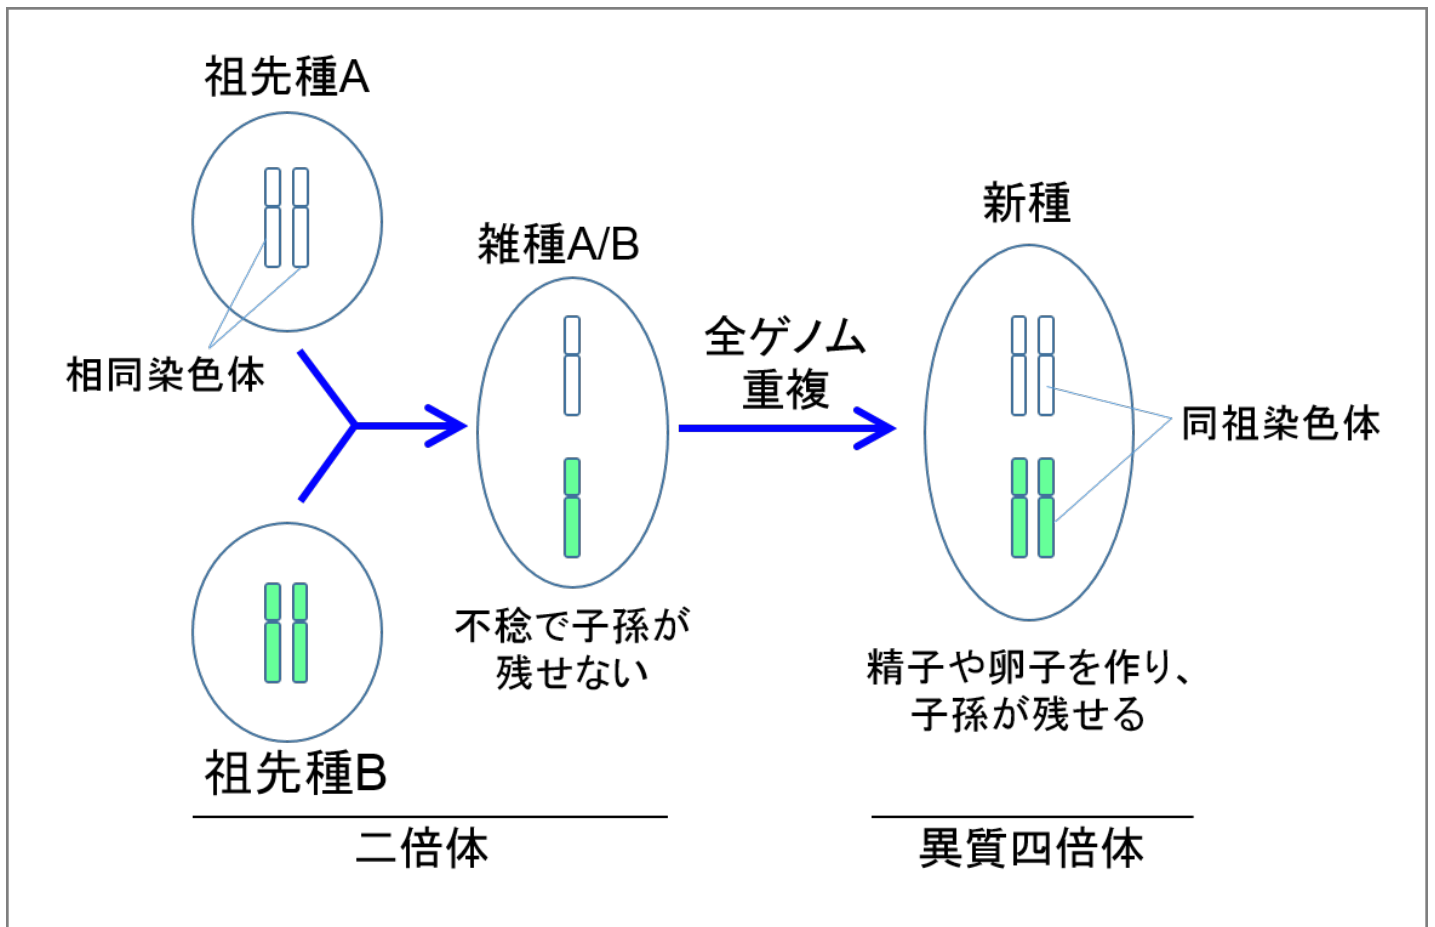 祖先種A
相同染色体
祖先種B
雑種A/B
不稔で子孫が
残せない
全ゲノム
重複
新種
同祖染色体
精子や卵子を作り、
子孫が残せる
二倍体
異質四倍体